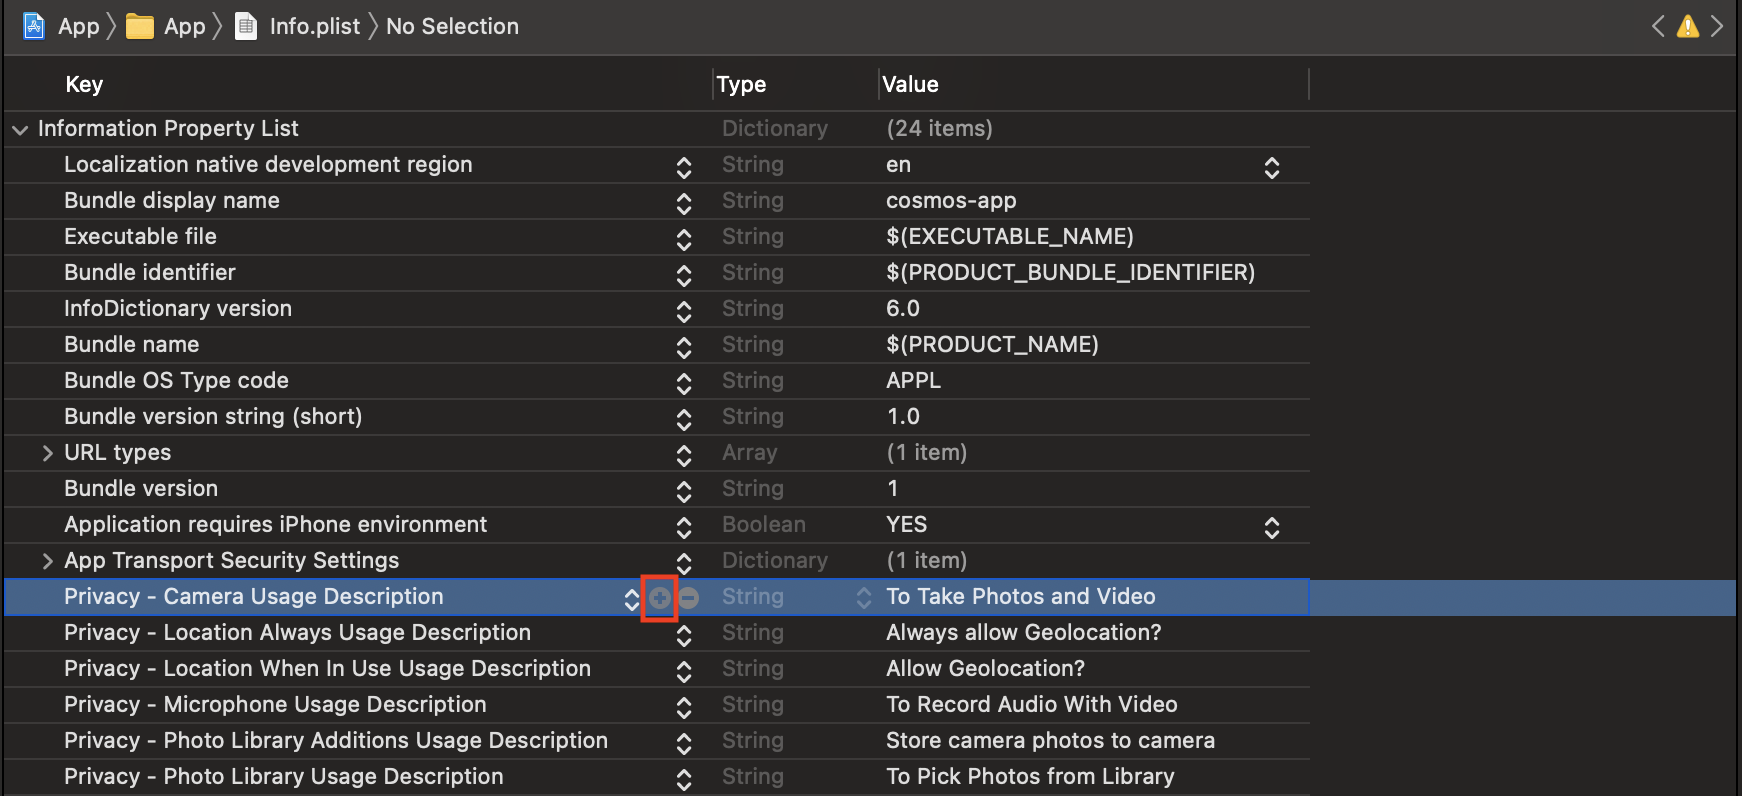 App App Info.plist No Selection
Key Type Value
Information Property List Dictionary (24 items)
Localization native development region String en
Bundle display name String cosmos-app
Executable file String $(EXECUTABLE_NAME)
Bundle identifier String $(PRODUCT_BUNDLE_IDENTIFIER)
InfoDictionary version String 6.0
Bundle name String $(PRODUCT_NAME)
Bundle OS Type code String APPL
Bundle version string (short) String 1.0
URL types Array (1 item)
Bundle version String 1
Application requires iPhone environment Boolean YES
App Transport Security Settings Dictionary (1 item)
Privacy - Camera Usage Description String To Take Photos and Video
Privacy - Location Always Usage Description String Always allow Geolocation?
Privacy - Location When In Use Usage Description String Allow Geolocation?
Privacy - Microphone Usage Description String To Record Audio With Video
Privacy - Photo Library Additions Usage Description String Store camera photos to camera
Privacy - Photo Library Usage Description String To Pick Photos from Library